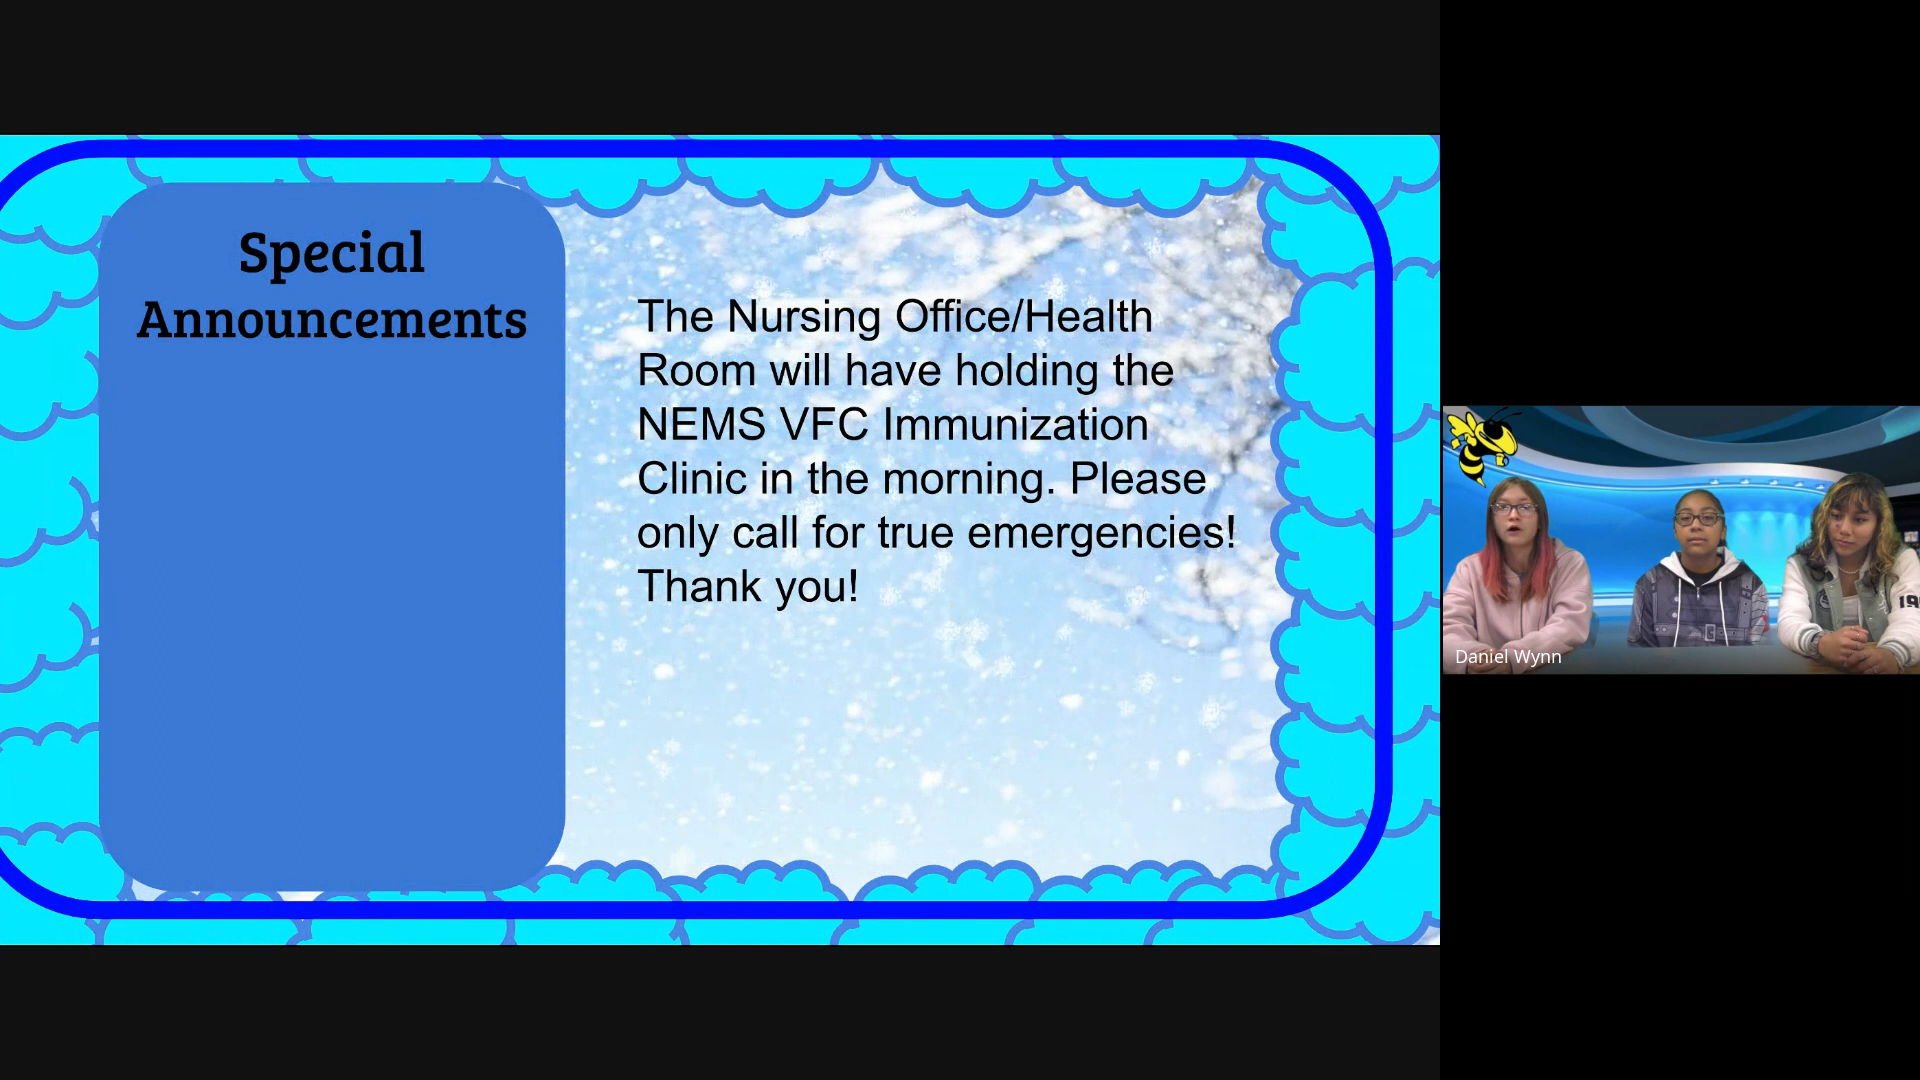 Special
Announcements
The Nursing Office/Health
Room will have holding the
NEMS VFC Immunization
Clinic in the morning. Please
only call for true emergencies!
Thank you!
Daniel Wynn